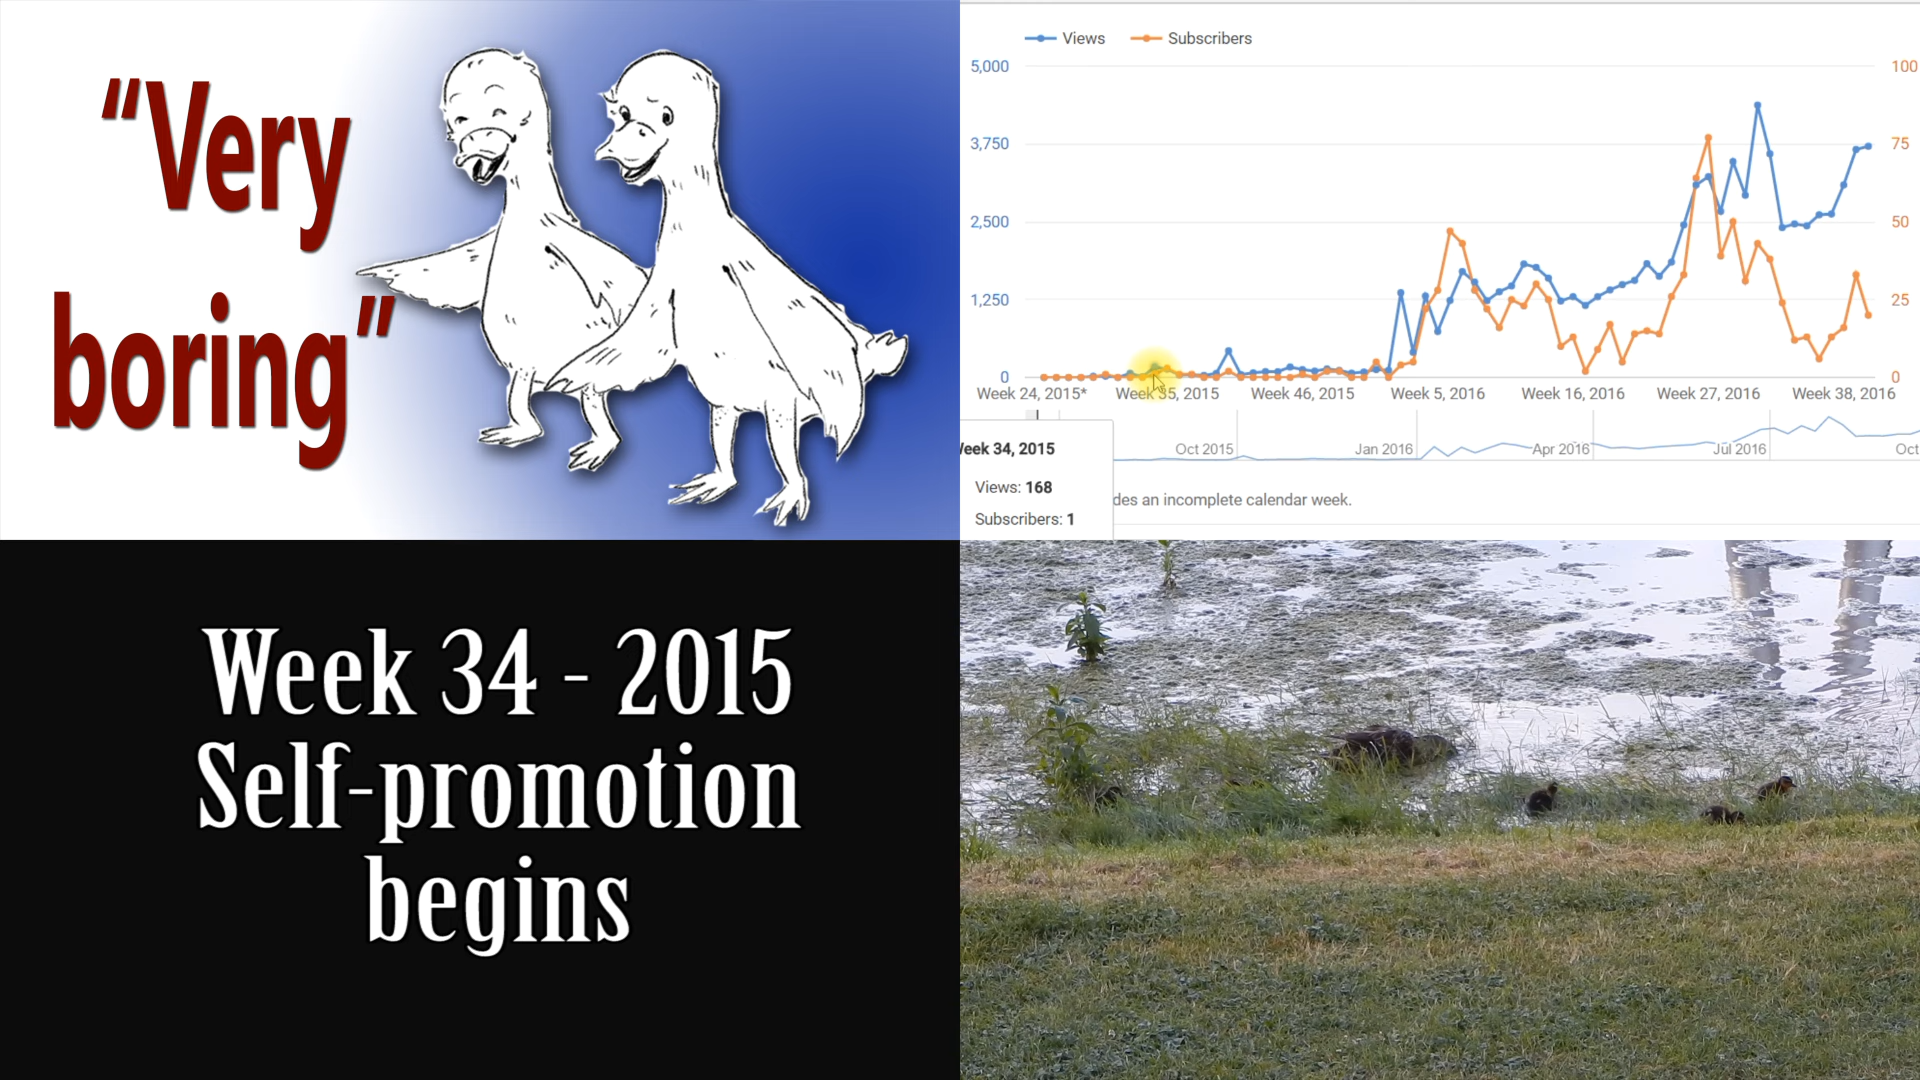 “Very
boring”
Views Subscribers
5,000 100
3,750 75
2,500 50
1,250 25
0 0
Week 24, 2015* Week 35, 2015 Week 46, 2015 Week 5, 2016 Week 16, 2016 Week 27, 2016 Week 38, 2016
Oct 2015 Jan 2016 Apr 2016 Jul 2016 Oct
eek 34, 2015
Views: 168
des an incomplete calendar week.
Subscribers: 1
Week 34 - 2015
Self-promotion
begins